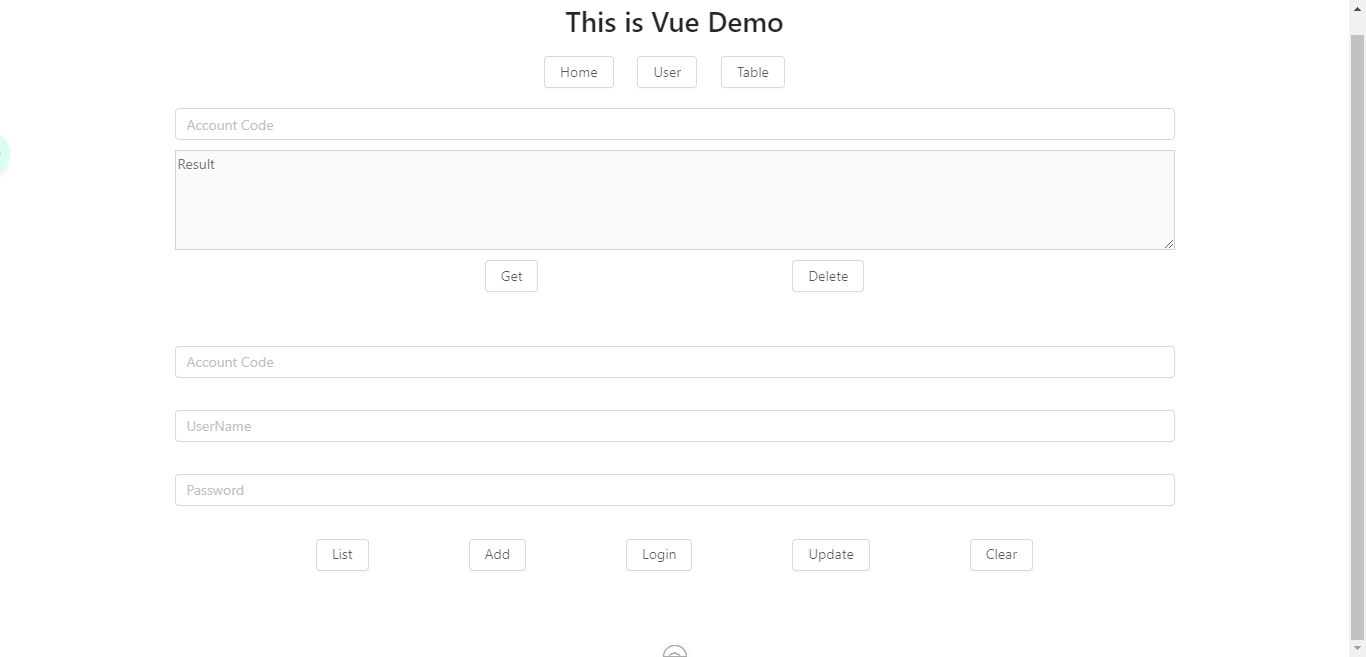 This is Vue Demo
Home User Table
Account Code
Result
Get Delete
Account Code
UserName
Password
List Add Login Update Clear